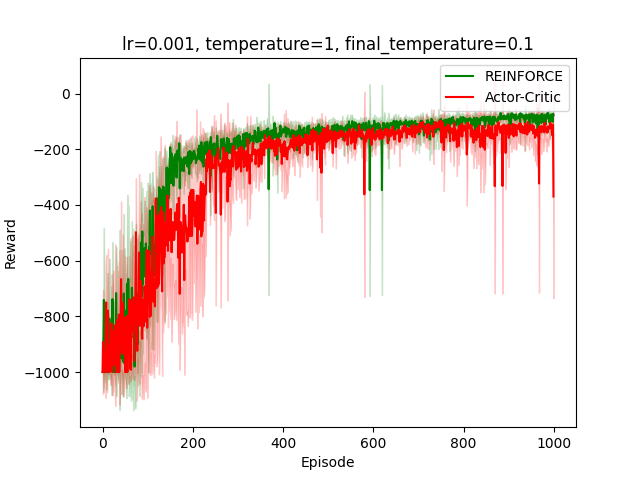 lr=0.001, temperature=1, final_temperature=0.1
REINFORCE
Actor-Critic
Reward
0
−200
−400
−600
−800
−1000
0 200 400 600 800 1000
Episode